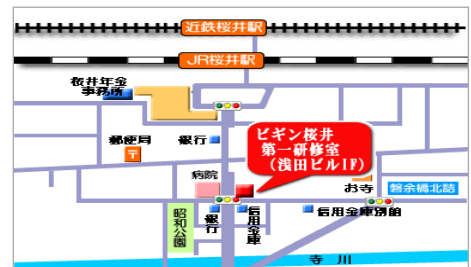 近鉄桜井駅
JR桜井駅
桜井年金
事務所
郵便局
〒
銀行
ビギン桜井
第一研修室
(浅田ビル1F)
病院
お寺
磐余橋北詰
昭和公園
銀行
信用金庫
信用金庫別館
寺川